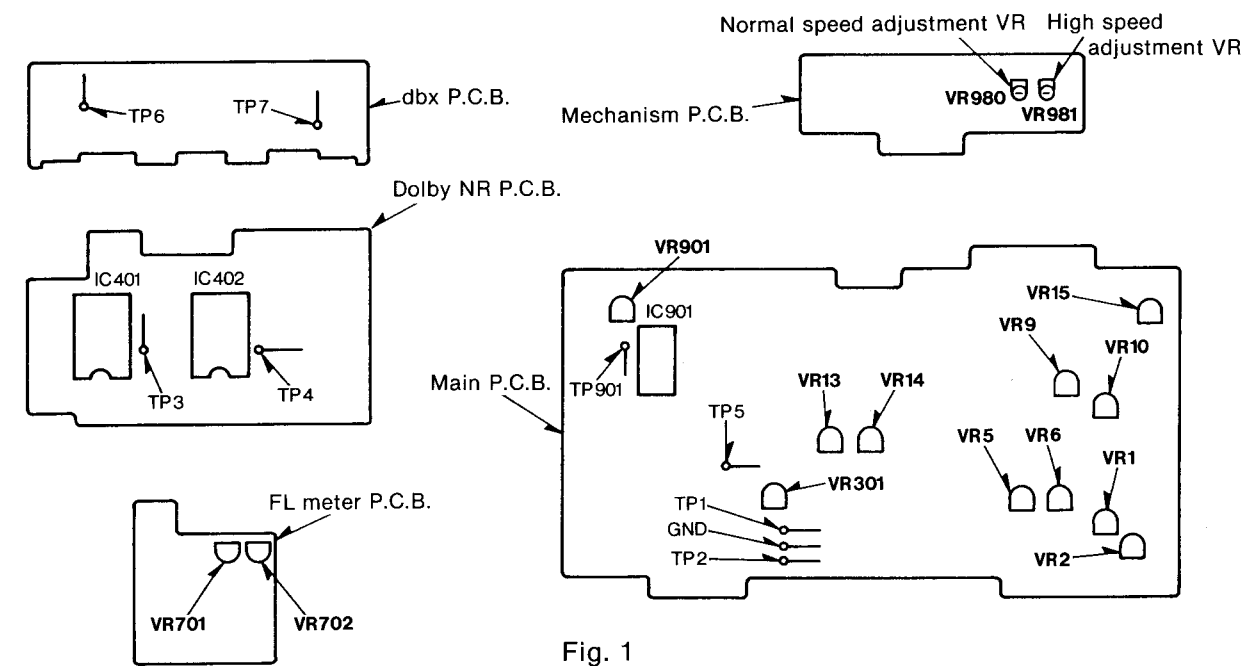 Normal speed adjustment VR
High speed
adjustment VR
TP6
TP7
dbx P.C.B.
Mechanism P.C.B.
VR980
VR981
Dolby NR P.C.B.
IC401
IC402
TP3
TP4
VR901
IC901
TP901
Main P.C.B.
VR15
VR9
VR10
VR13
VR14
TP5
VR5
VR6
VR1
VR301
TP1
GND
TP2
VR2
FL meter P.C.B.
VR701
VR702
Fig. 1